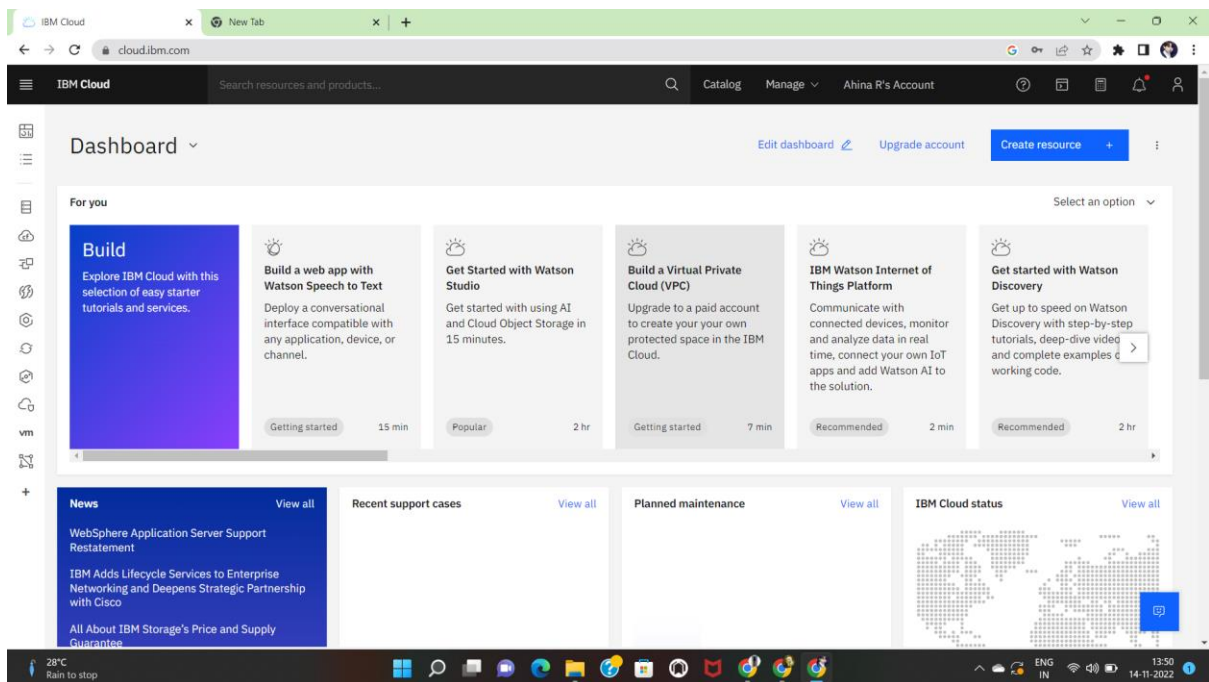 IBM Cloud
New Tab
cloud.ibm.com
IBM Cloud
Search resources and products...
Catalog
Manage
Ahina R's Account
Dashboard
Edit dashboard
Upgrade account
Create resource +
For you
Select an option
Build
Explore IBM Cloud with this
selection of easy starter
tutorials and services.
Build a web app with
Watson Speech to Text
Deploy a conversational
interface compatible with
any application, device, or
channel.
Getting started
15 min
Get Started with Watson
Studio
Get started with using AI
and Cloud Object Storage in
15 minutes.
Popular
2 hr
Build a Virtual Private
Cloud (VPC)
Upgrade to a paid account
to create your your own
protected space in the IBM
Cloud.
Getting started
7 min
IBM Watson Internet of
Things Platform
Communicate with
connected devices, monitor
and analyze data in real
time, connect your own IoT
apps and add Watson AI to
the solution.
Recommended
2 min
Get started with Watson
Discovery
Get up to speed on Watson
Discovery with step-by-step
tutorials, deep-dive
and complete examples
working code.
Recommended
2 hr
vm
News
View all
WebSphere Application Server Support
Restatement
IBM Adds Lifecycle Services to Enterprise
Networking and Deepens Strategic Partnership
with Cisco
All About IBM Storage's Price and Supply
Guarantee
Recent support cases
View all
Planned maintenance
View all
IBM Cloud status
View all
28°C
Rain to stop
ENG
IN
13:50
14-11-2022
1